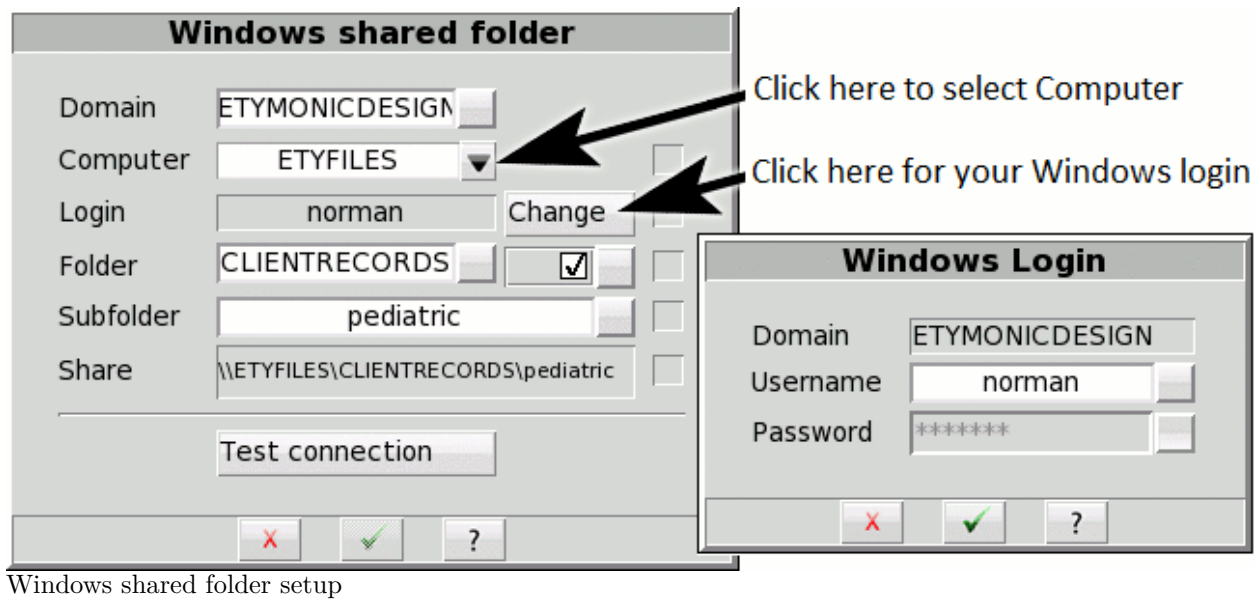 Windows shared folder
Domain ETYMONICDESIGN
Click here to select Computer
Computer ETYFILES
Click here for your Windows login
Login norman Change
Folder CLIENTRECORDS
Subfolder pediatric
Share \\ETYFILES\CLIENTRECORDS\pediatric
Test connection
X ?
Windows Login
Domain ETYMONICDESIGN
Username norman
Password *******
X ?
Windows shared folder setup